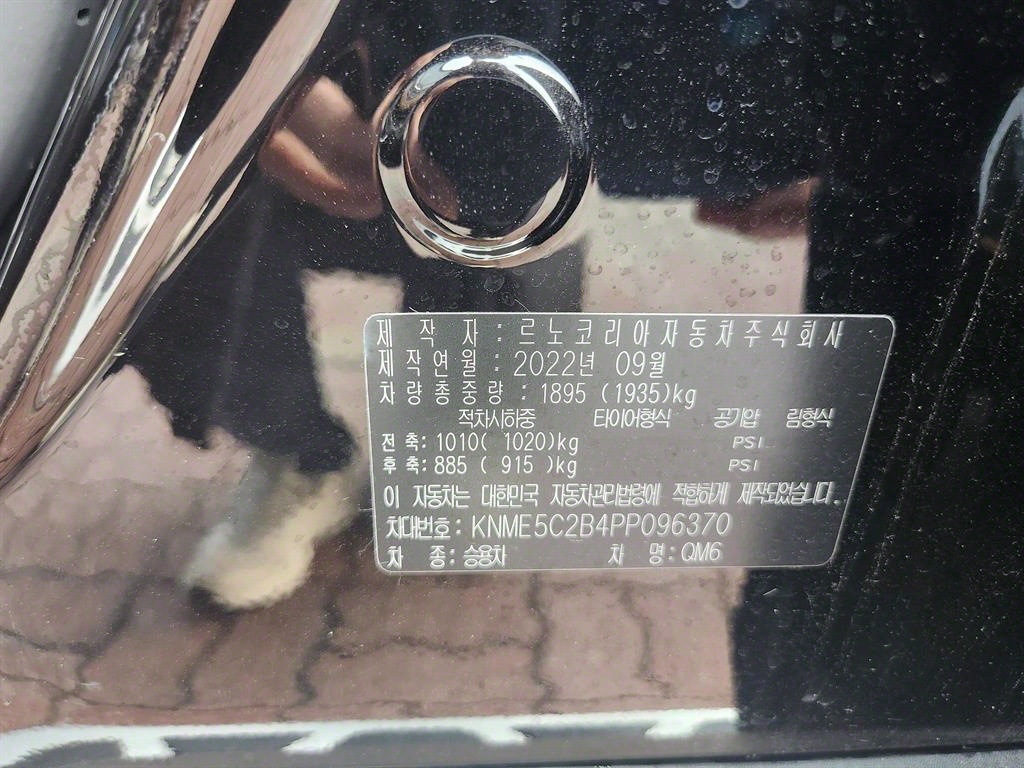 제 작 자 : 르노코리아자동차주식회사
제작연월 : 2022년 09월
차량총중량 : 1895 (1935)kg
적차시하중 타이어형식 공기압 림형식
전축: 1010( 1020)kg PSI
후축: 885 ( 915 )kg PSI
이 자동차는 대한민국 자동차관리법령에 적합하게 제작되었습니다.
차대번호: KNME5C2B4PP096370
차 종: 승용차 차 명: QM6